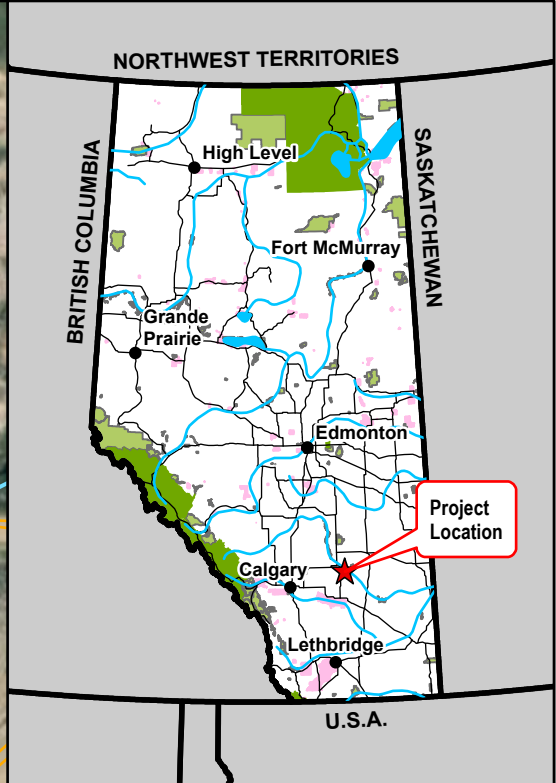 NORTHWEST TERRITORIES
BRITISH COLUMBIA
SASKATCHEWAN
High Level
Fort McMurray
Grande
Prairie
Edmonton
Project
Location
Calgary
Lethbridge
U.S.A.